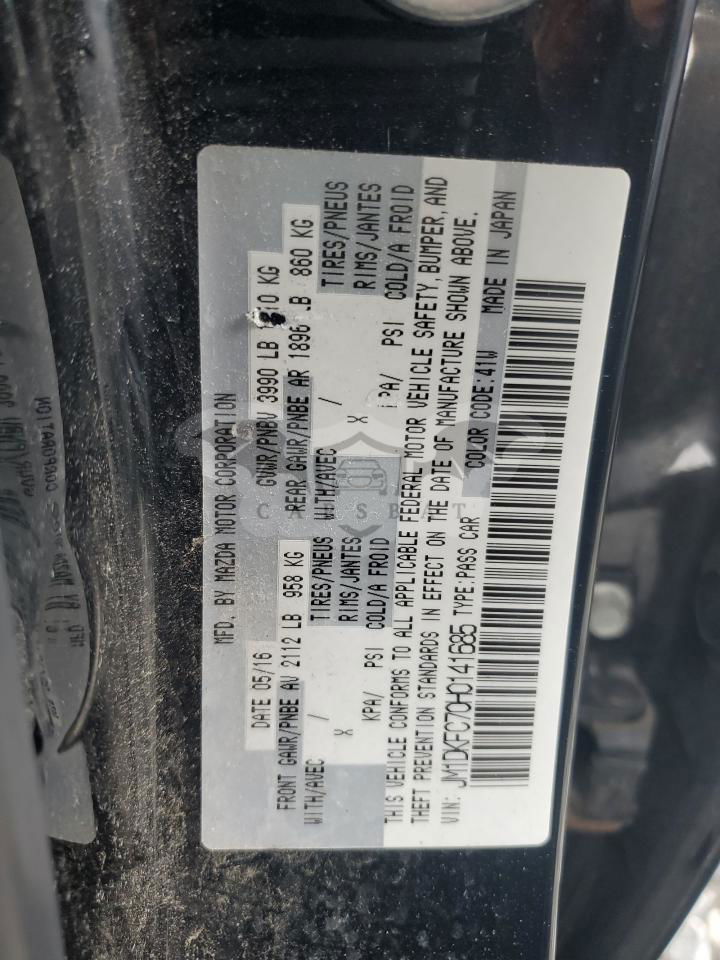 MFD. BY MAZDA MOTOR CORPORATION
DATE 05/16 GVWR/PNBV 3990 LB 10 KG
FRONT GAWR/PNBE AV 2112 LB 958 KG REAR GAWR/PNBE AR 1896 LB 860 KG
WITH/AVEC / TIRES/PNEUS WITH/AVEC / TIRES/PNEUS
X RIMS/JANTES X RIMS/JANTES
KPA/ PSI COLD/A FROID PA/ PSI COLD/A FROID
THIS VEHICLE CONFORMS TO ALL APPLICABLE FEDERAL MOTOR VEHICLE SAFETY, BUMPER, AND
THEFT PREVENTION STANDARDS IN EFFECT ON THE DATE OF MANUFACTURE SHOWN ABOVE.
VIN: JM1DKFC70H0141685 TYPE:PASS CAR COLOR CODE:41W MADE IN JAPAN
CARSBAT